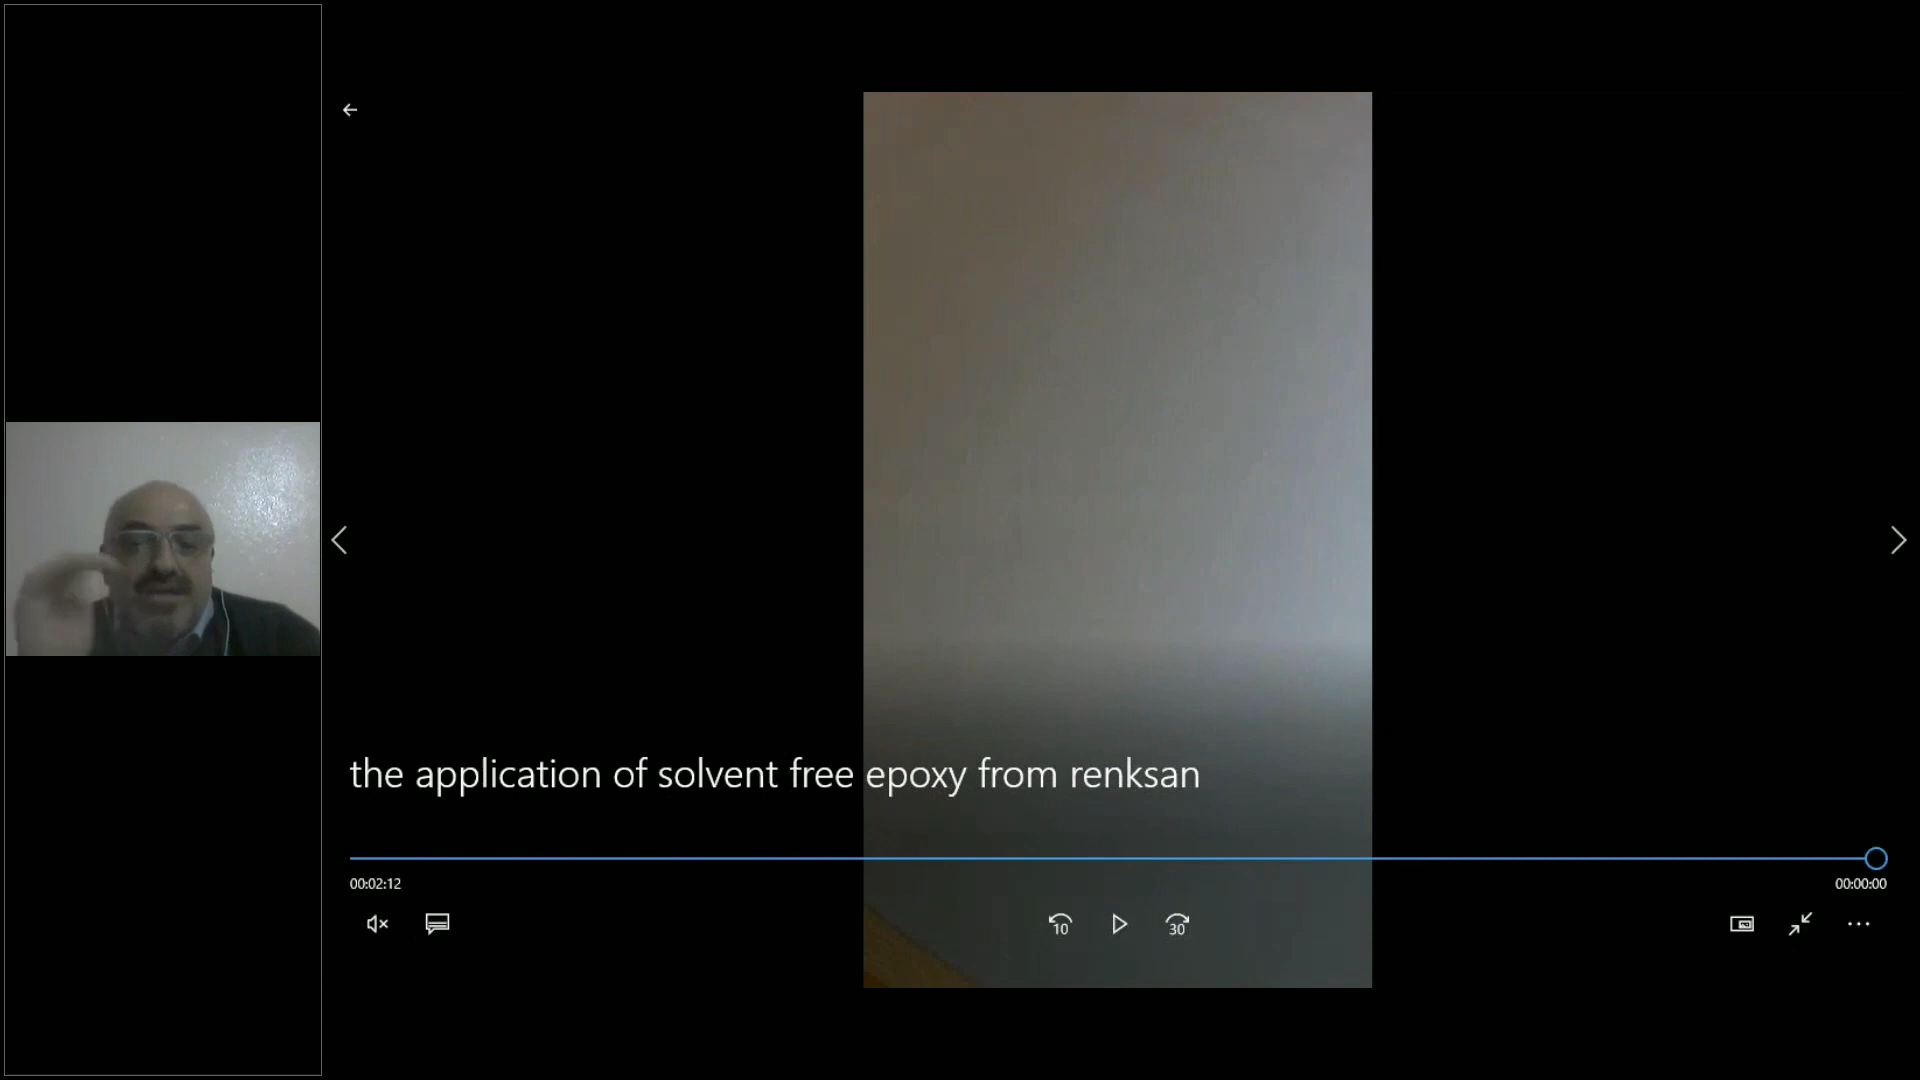 the application of solvent free epoxy from renksan
00:02:12
00:00:00
10
30